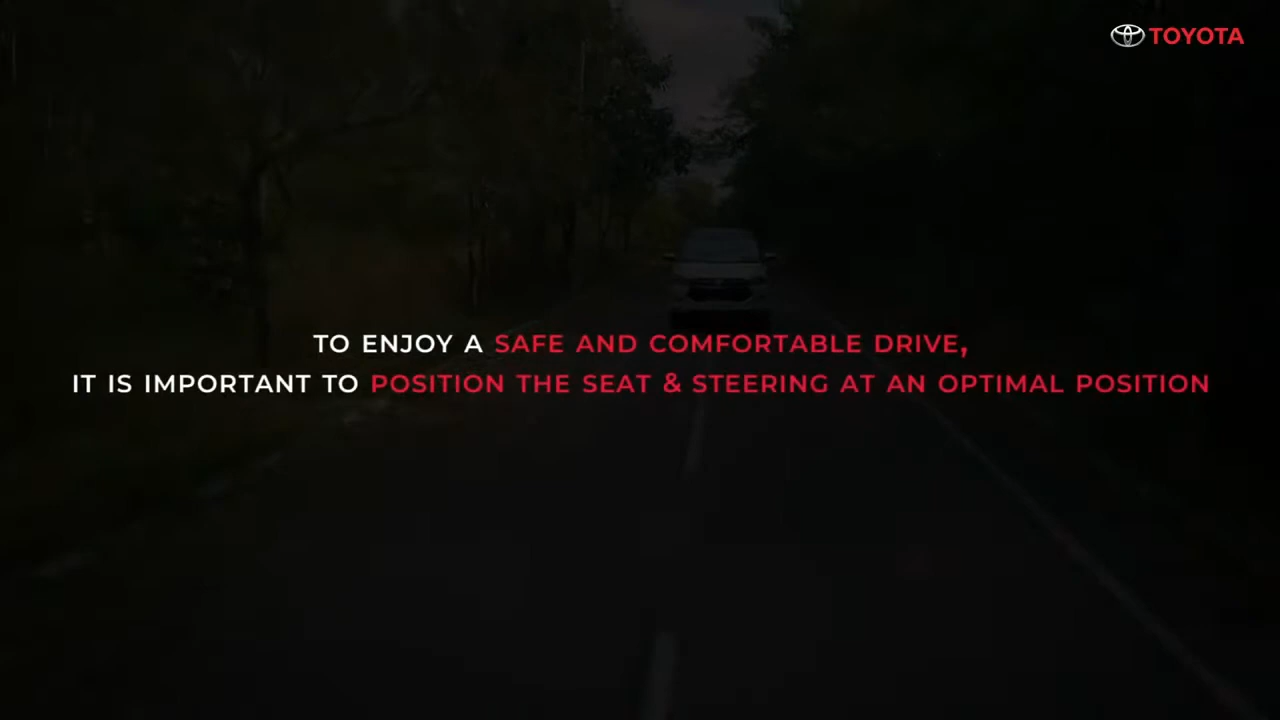 TOYOTA
TO ENJOY A SAFE AND COMFORTABLE DRIVE,
IT IS IMPORTANT TO POSITION THE SEAT & STEERING AT AN OPTIMAL POSITION